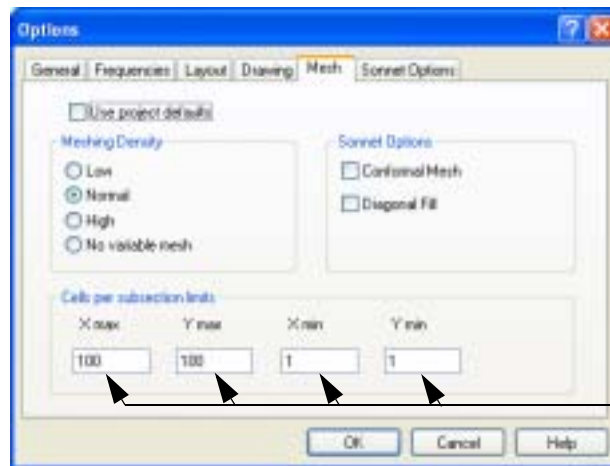 Options
General Frequencies Layout Drawing Mesh Sonnet Options
Use project defaults
Meshing Density
Sonnet Options
Low
Conformal Mesh
Normal
Diagonal Fill
High
No variable mesh
Cells per subsection limits
X max Y max X min Y min
100 100 1 1
OK Cancel Help